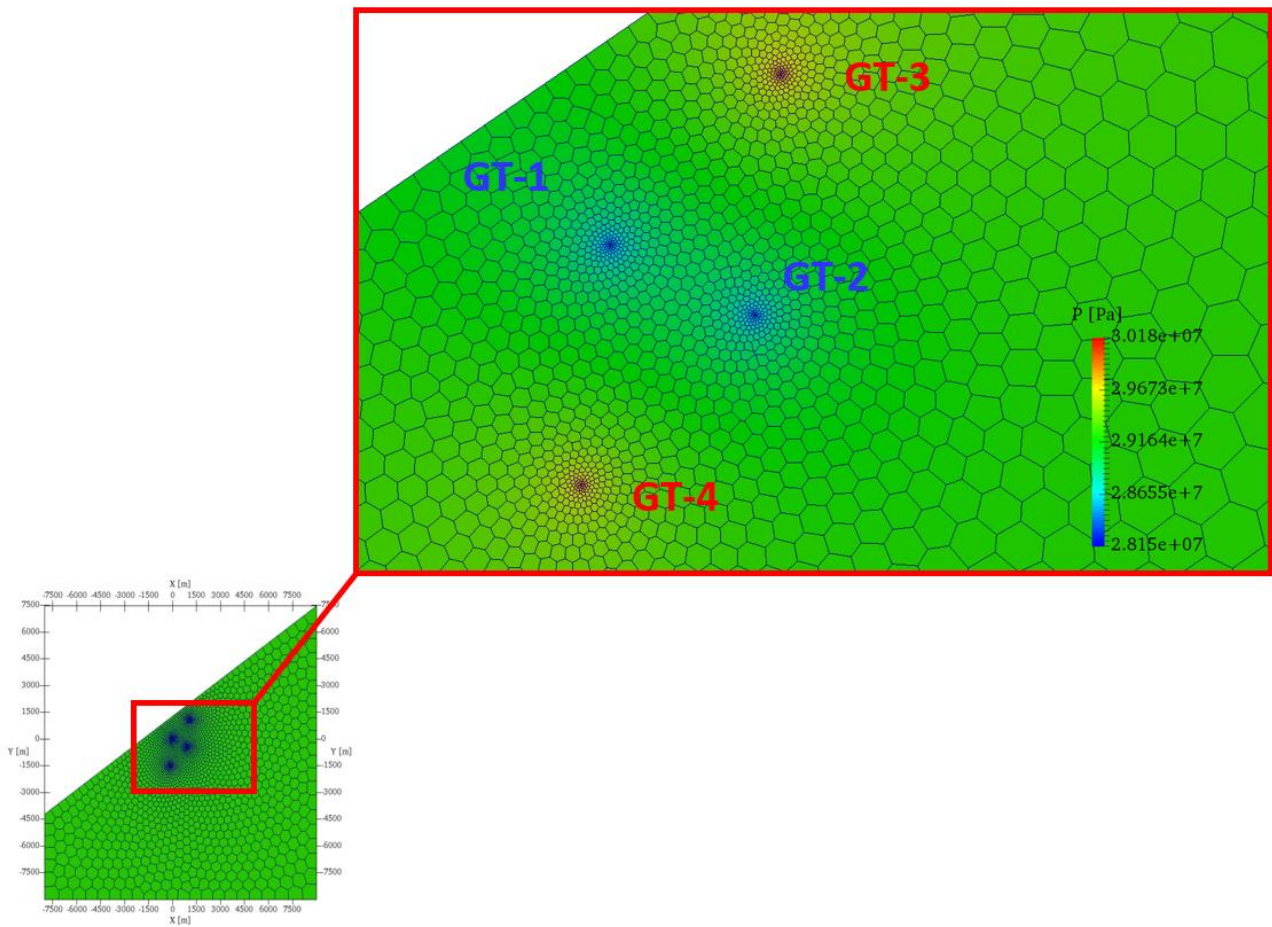 GT-3
GT-1
GT-2
P [Pa]
3.018e+07
2.9673e+7
2.9164e+7
2.8655e+7
2.815e+07
GT-4
X [m]
-7500 -6000 -4500 -3000 -1500 0 1500 3000 4500 6000 7500
7500 7500
6000 6000
4500 4500
3000 3000
1500 1500
0 0
Y [m] Y [m]
-1500 -1500
-3000 -3000
-4500 -4500
-6000 -6000
-7500 -7500
-7500 -6000 -4500 -3000 -1500 0 1500 3000 4500 6000 7500
X [m]